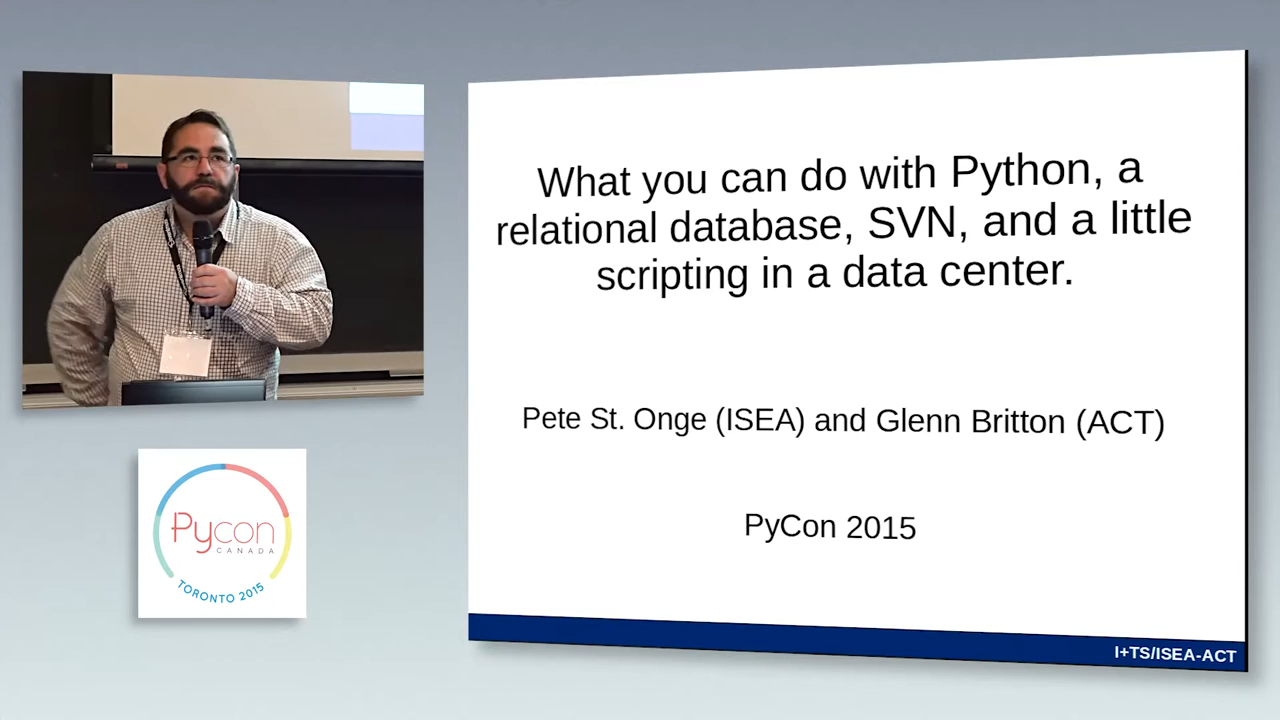 What you can do with Python, a
relational database, SVN, and a little
scripting in a data center.
Pete St. Onge (ISEA) and Glenn Britton (ACT)
PyCon 2015
I+TS/ISEA-ACT
Pycon
CANADA
TORONTO 2015